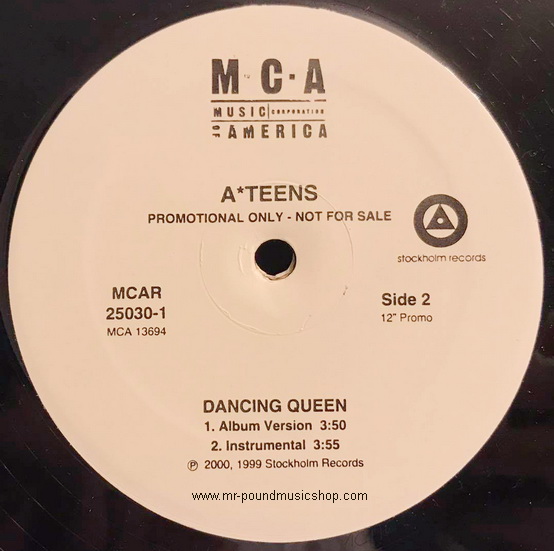 M·C·A
MUSIC CORPORATION
OF AMERICA
A*TEENS
PROMOTIONAL ONLY - NOT FOR SALE
stockholm records
MCAR
25030-1
MCA 13694
Side 2
12" Promo
DANCING QUEEN
1. Album Version 3:50
2. Instrumental 3:55
℗ 2000, 1999 Stockholm Records
www.mr-poundmusicshop.com